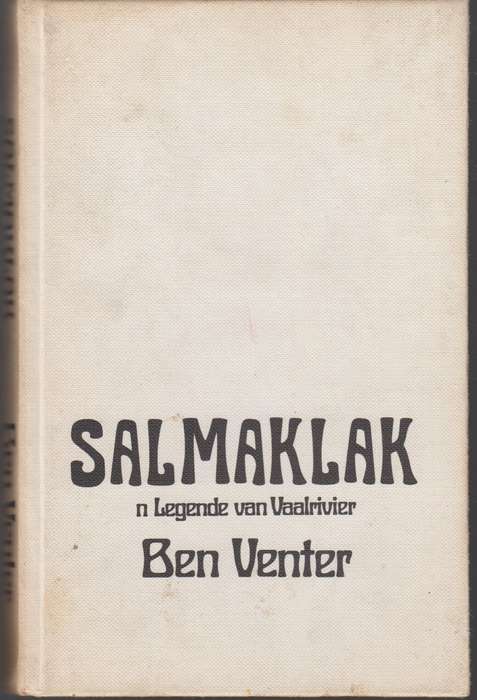 SALMAKLAK
n Legende van Vaalrivier
Ben Venter